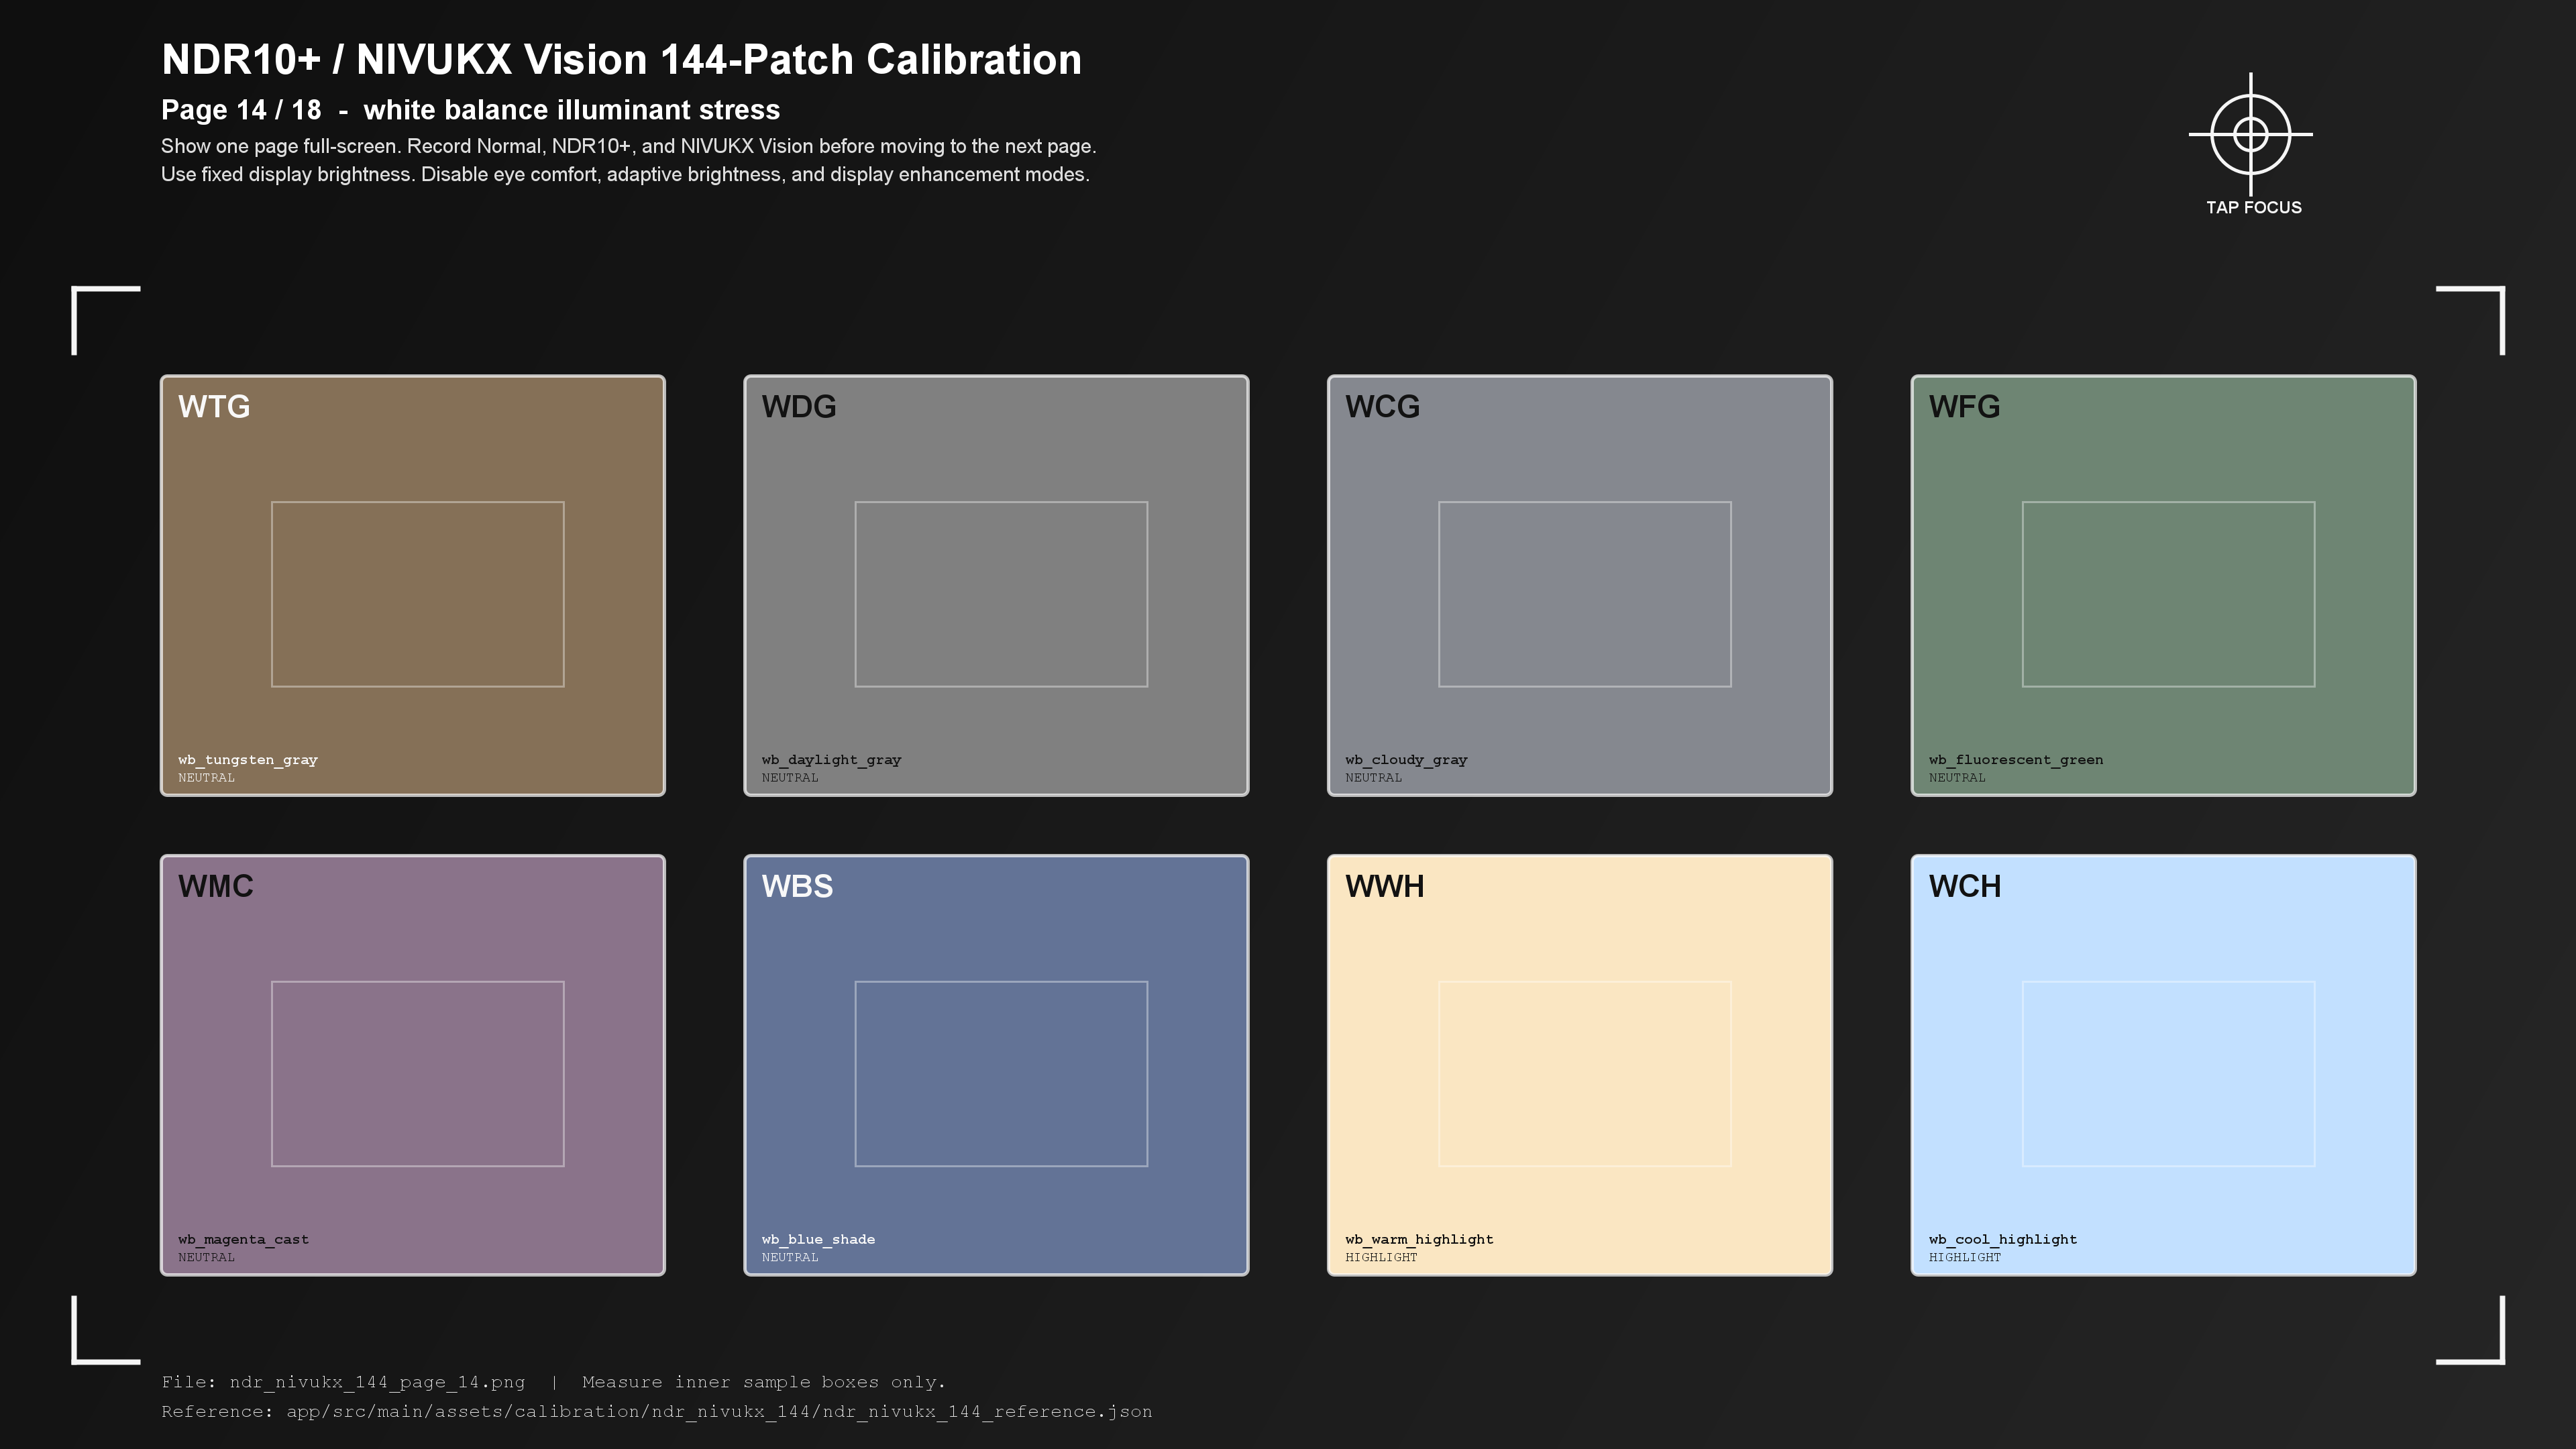 NDR10+ / NIVUKX Vision 144-Patch Calibration
Page 14 / 18  -  white balance illuminant stress
Show one page full-screen. Record Normal, NDR10+, and NIVUKX Vision before moving to the next page.
Use fixed display brightness. Disable eye comfort, adaptive brightness, and display enhancement modes.
TAP FOCUS
WTG
wb_tungsten_gray
NEUTRAL
WDG
wb_daylight_gray
NEUTRAL
WCG
wb_cloudy_gray
NEUTRAL
WFG
wb_fluorescent_green
NEUTRAL
WMC
wb_magenta_cast
NEUTRAL
WBS
wb_blue_shade
NEUTRAL
WWH
wb_warm_highlight
HIGHLIGHT
WCH
wb_cool_highlight
HIGHLIGHT
File: ndr_nivukx_144_page_14.png  |  Measure inner sample boxes only.
Reference: app/src/main/assets/calibration/ndr_nivukx_144/ndr_nivukx_144_reference.json